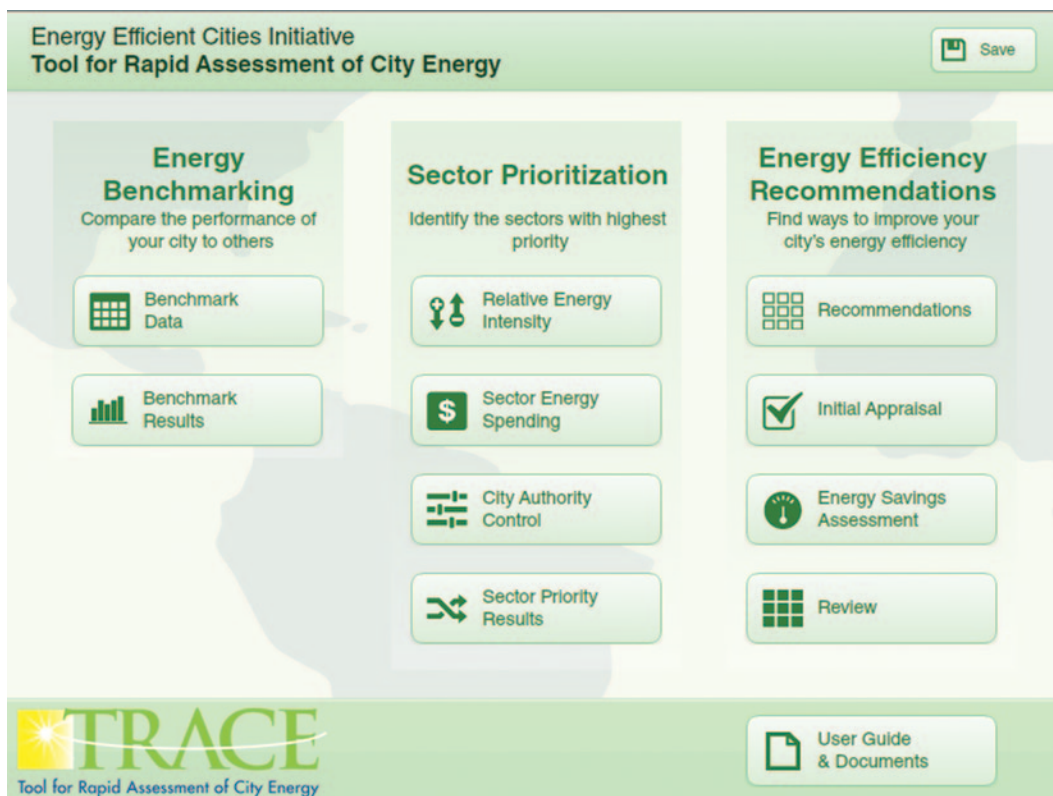 Energy Efficient Cities Initiative
Tool for Rapid Assessment of City Energy
Save
Energy
Benchmarking
Compare the performance of
your city to others
Benchmark
Data
Benchmark
Results
Sector Prioritization
Identify the sectors with highest
priority
Relative Energy
Intensity
$
Sector Energy
Spending
City Authority
Control
Sector Priority
Results
Energy Efficiency
Recommendations
Find ways to improve your
city's energy efficiency
Recommendations
Initial Appraisal
Energy Savings
Assessment
Review
TRACE
Tool for Rapid Assessment of City Energy
User Guide
& Documents